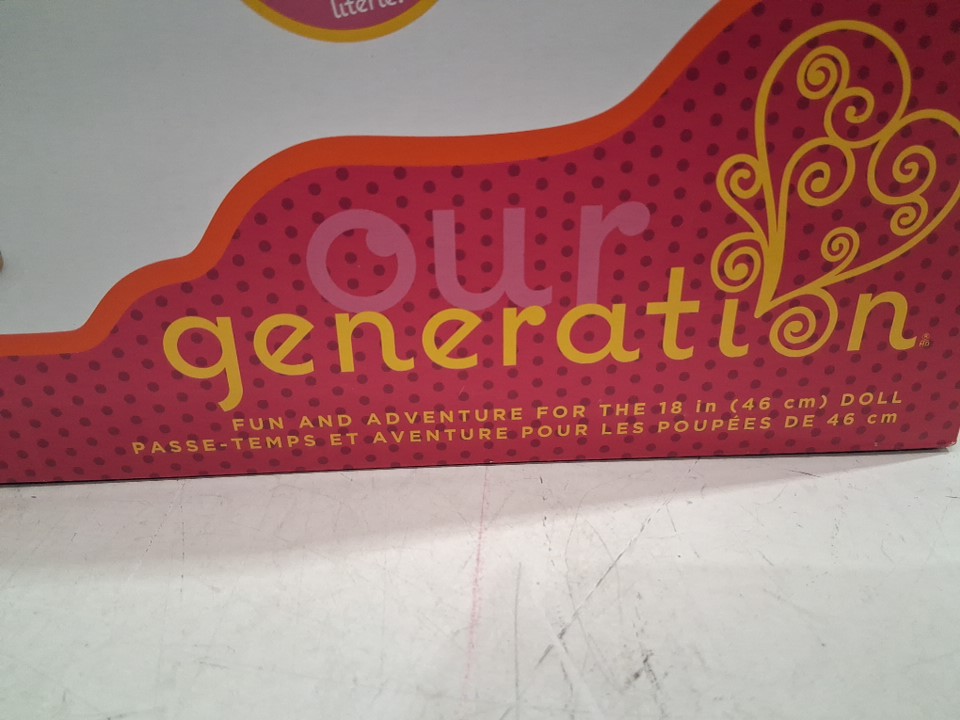 literie
our
generation
FUN AND ADVENTURE FOR THE 18 in (46 cm) DOLL
PASSE-TEMPS ET AVENTURE POUR LES POUPÉES DE 46 cm